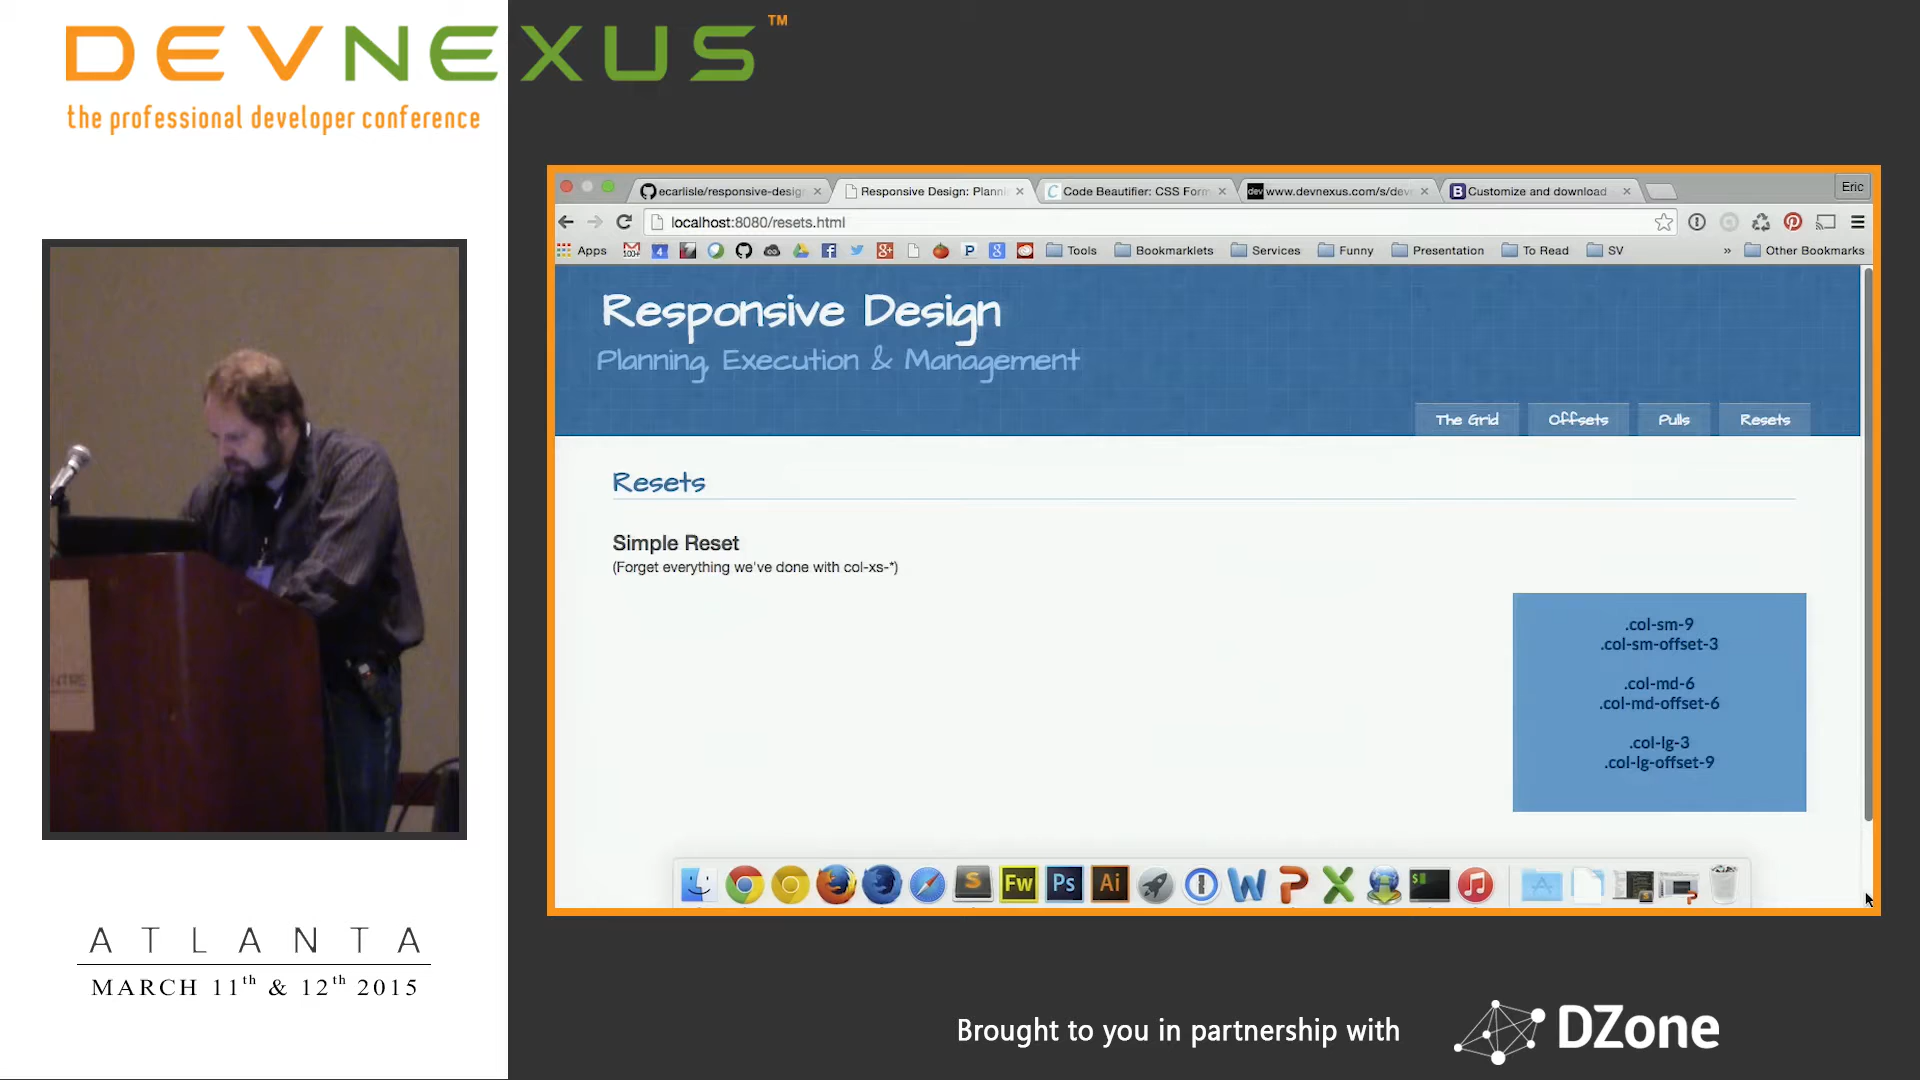 DEVNEXUS™
the professional developer conference
ecarlisle/responsive-desig
Responsive Design: Planni
Code Beautifier: CSS Form
www.devnexus.com/s/dev
Customize and download
Eric
localhost:8080/resets.html
Apps
Tools
Bookmarklets
Services
Funny
Presentation
To Read
SV
»
Other Bookmarks
Responsive Design
Planning, Execution & Management
The Grid
Offsets
Pulls
Resets
Resets
Simple Reset
(Forget everything we've done with col-xs-*)
.col-sm-9
.col-sm-offset-3
.col-md-6
.col-md-offset-6
.col-lg-3
.col-lg-offset-9
Fw
Ps
Ai
ATLANTA
MARCH 11th & 12th 2015
Brought to you in partnership with
DZone